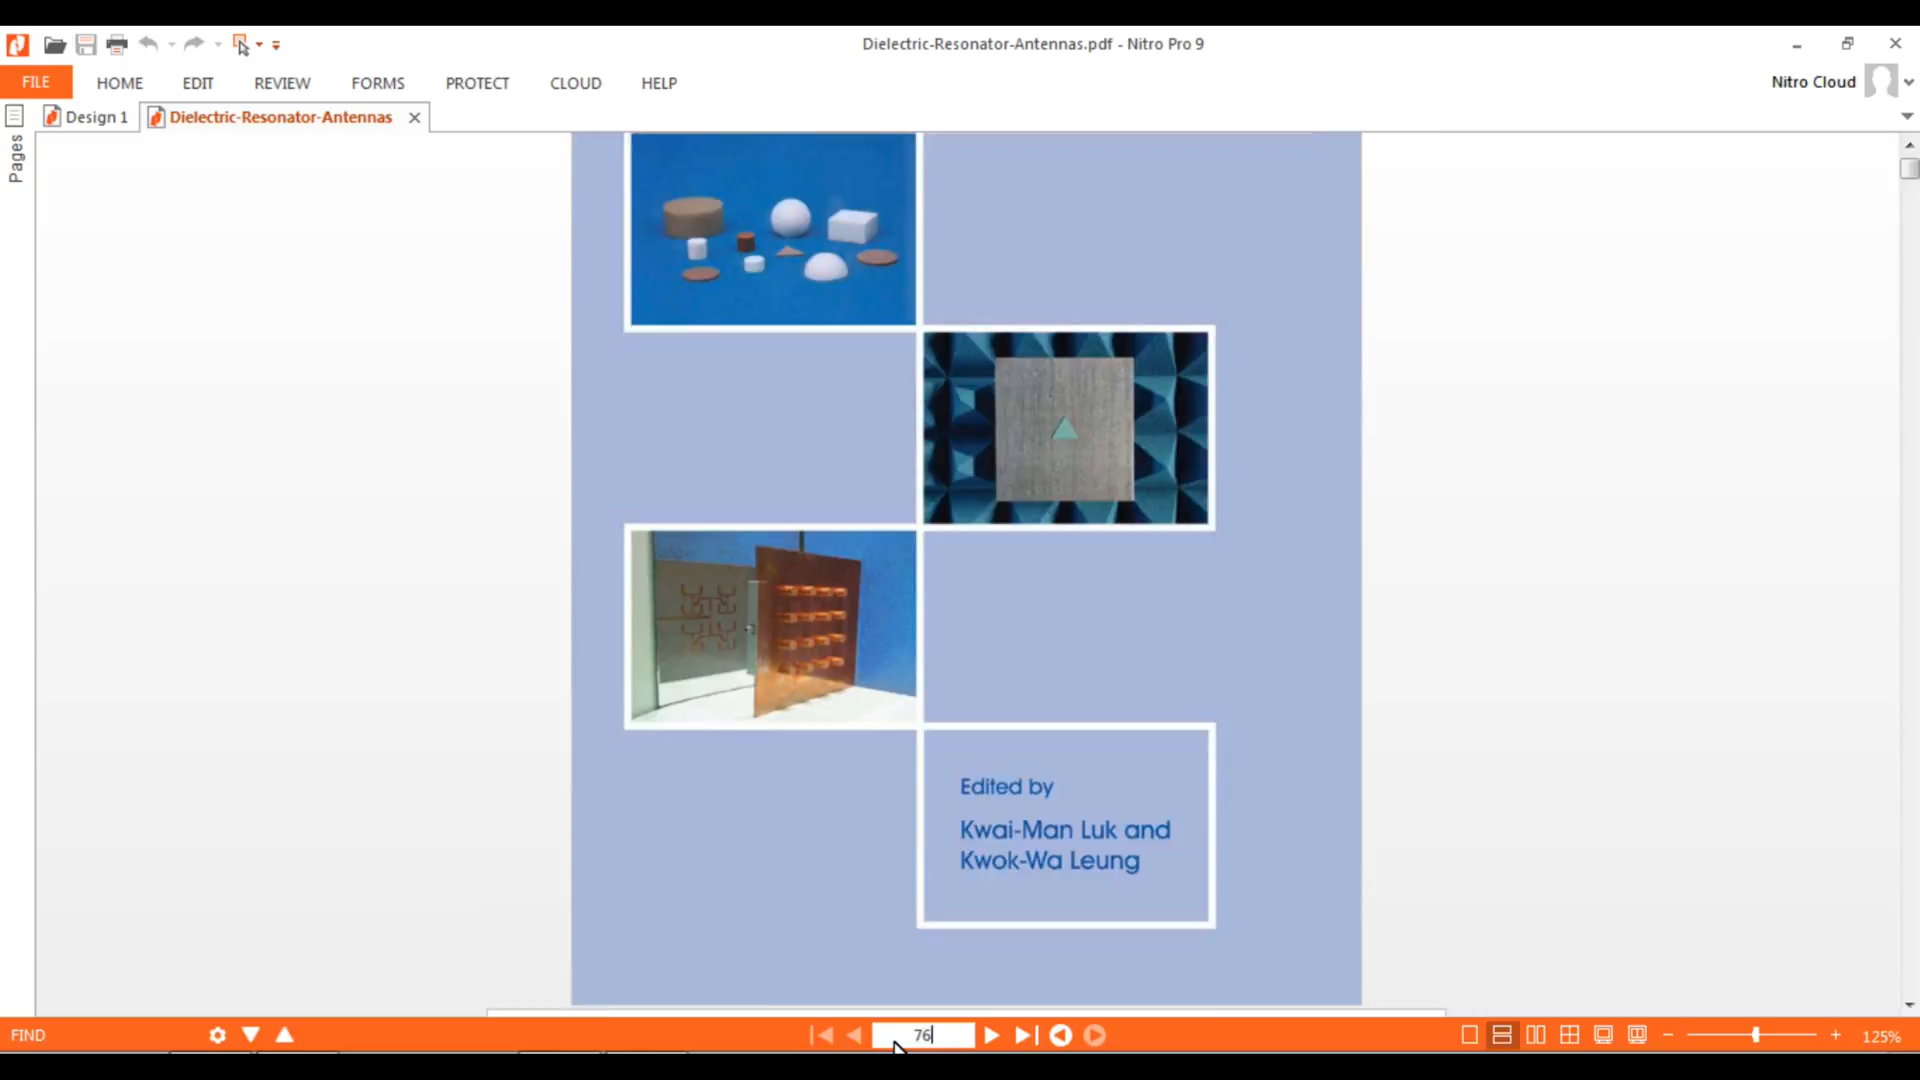 Dielectric-Resonator-Antennas.pdf - Nitro Pro 9
FILE HOME EDIT REVIEW FORMS PROTECT CLOUD HELP
Nitro Cloud
Design 1
Dielectric-Resonator-Antennas
Pages
Edited by
Kwai-Man Luk and
Kwok-Wa Leung
FIND
76
125%